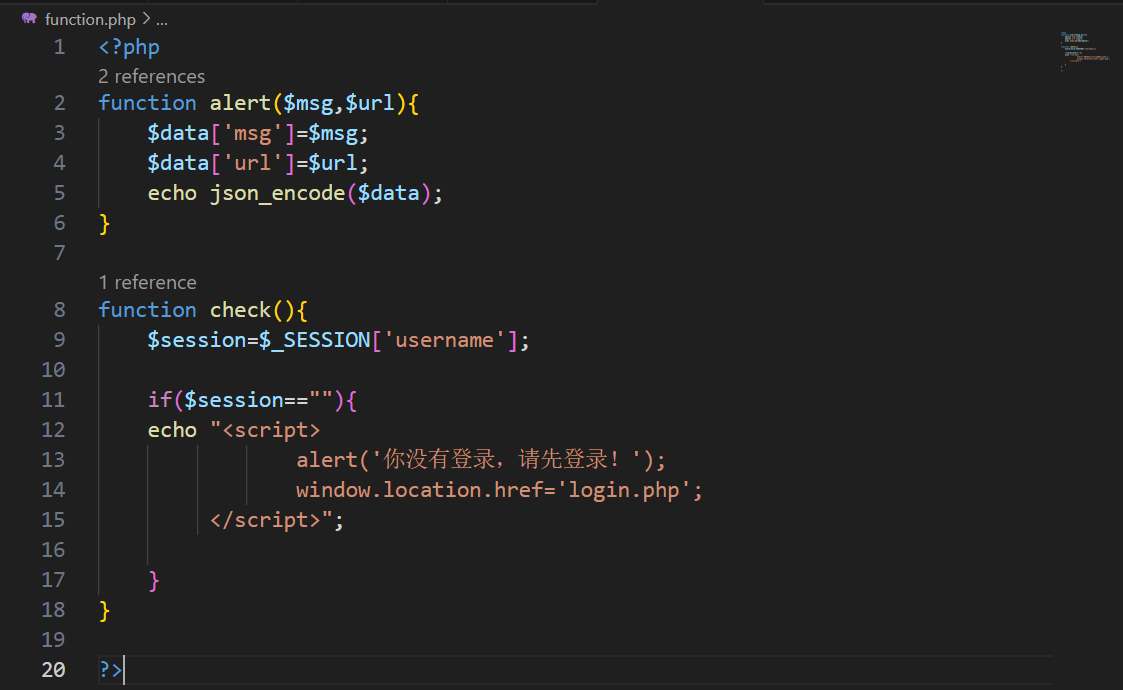 function.php > ...
1 <?php
2 references
2 function alert($msg,$url){
3     $data['msg']=$msg;
4     $data['url']=$url;
5     echo json_encode($data);
6 }
7
1 reference
8 function check(){
9     $session=$_SESSION['username'];
10
11     if($session==""){
12     echo "<script>
13                 alert('你没有登录，请先登录！');
14                 window.location.href='login.php';
15          </script>";
16
17     }
18 }
19
20 ?>